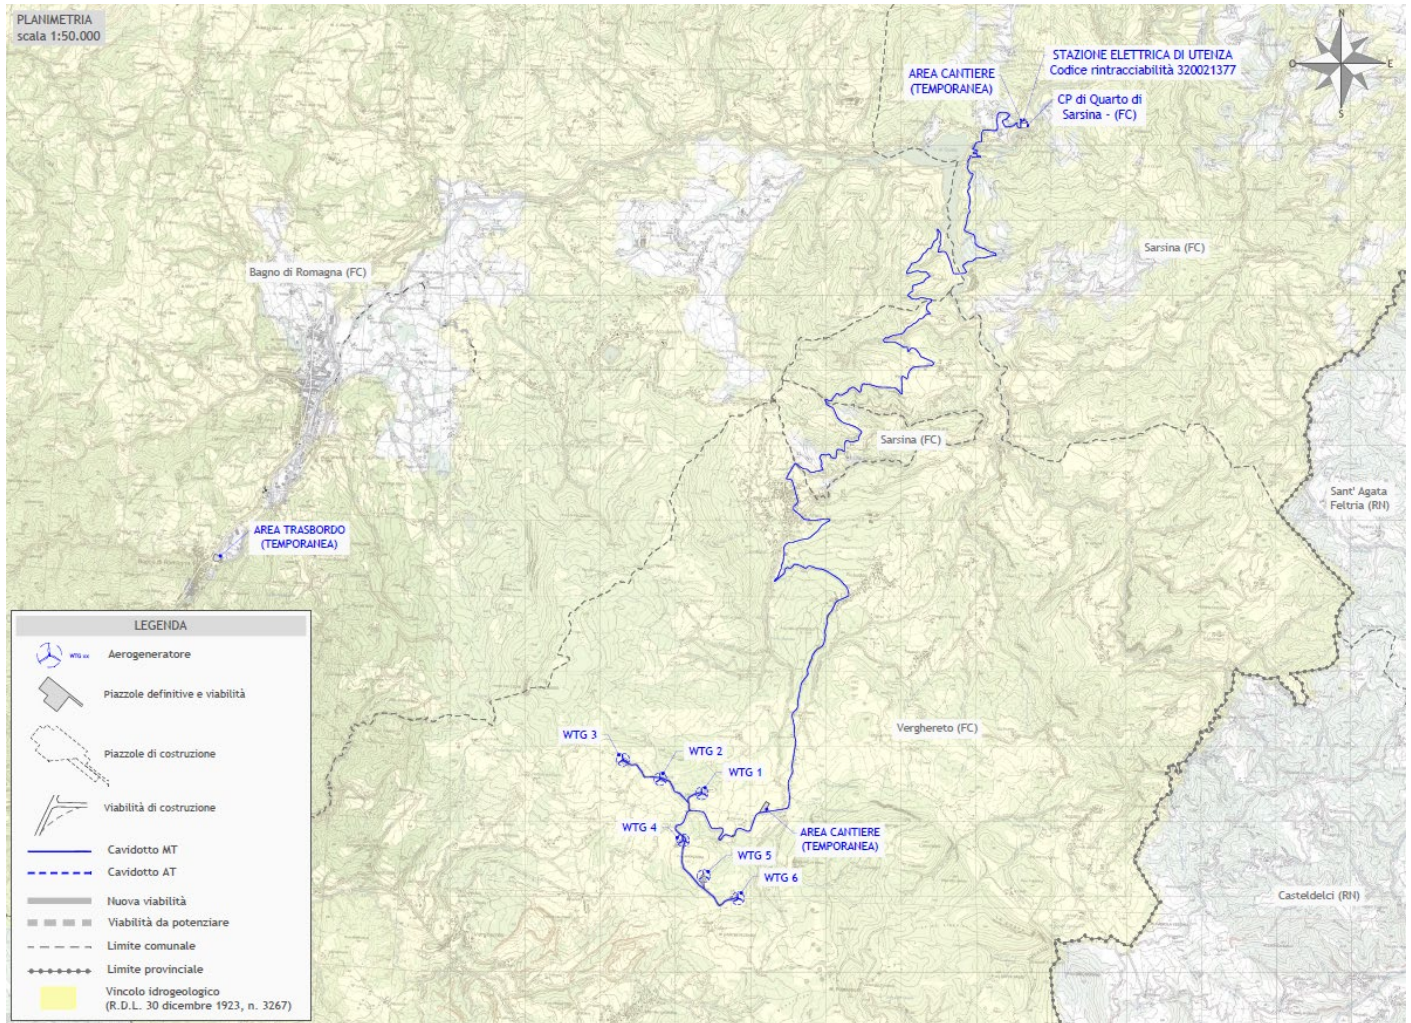 PLANIMETRIA
scala 1:50.000
N
O
E
S
STAZIONE ELETTRICA DI UTENZA
Codice rintracciabilità 320021377
AREA CANTIERE
(TEMPORANEA)
CP di Quarto di
Sarsina - (FC)
Sarsina (FC)
Bagno di Romagna (FC)
Sarsina (FC)
Sant' Agata
Feltria (RN)
AREA TRASBORDO
(TEMPORANEA)
Verghereto (FC)
WTG 3
WTG 2
WTG 1
WTG 4
AREA CANTIERE
(TEMPORANEA)
WTG 5
WTG 6
Casteldelci (RN)
LEGENDA
WTG xx
Aerogeneratore
Piazzole definitive e viabilità
Piazzole di costruzione
Viabilità di costruzione
Cavidotto MT
Cavidotto AT
Nuova viabilità
Viabilità da potenziare
Limite comunale
Limite provinciale
Vincolo idrogeologico
(R.D.L. 30 dicembre 1923, n. 3267)